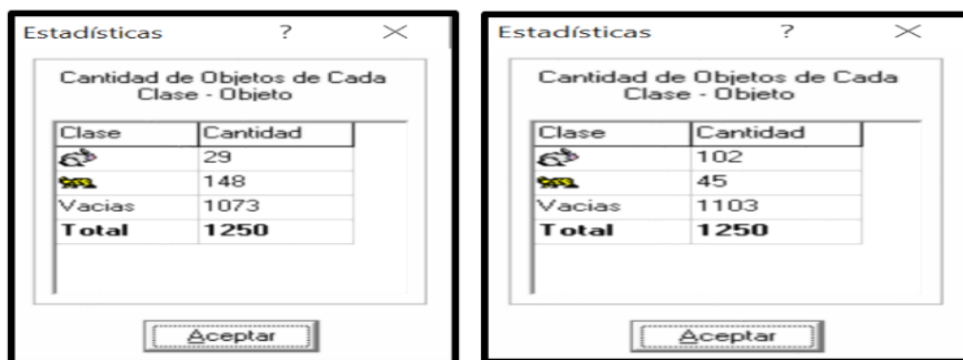 Estadísticas ?
Cantidad de Objetos de Cada
Clase - Objeto
Clase Cantidad
29
148
Vacias 1073
Total 1250
Aceptar
Estadísticas ?
Cantidad de Objetos de Cada
Clase - Objeto
Clase Cantidad
102
45
Vacias 1103
Total 1250
Aceptar